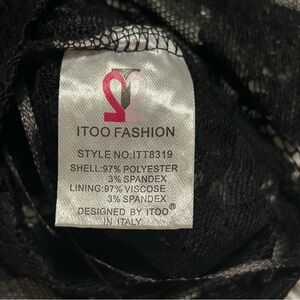 ITOO FASHION
STYLE NO:ITT8319
SHELL:97% POLYESTER
3% SPANDEX
LINING:97% VISCOSE
3% SPANDEX
DESIGNED BY ITOO®
IN ITALY